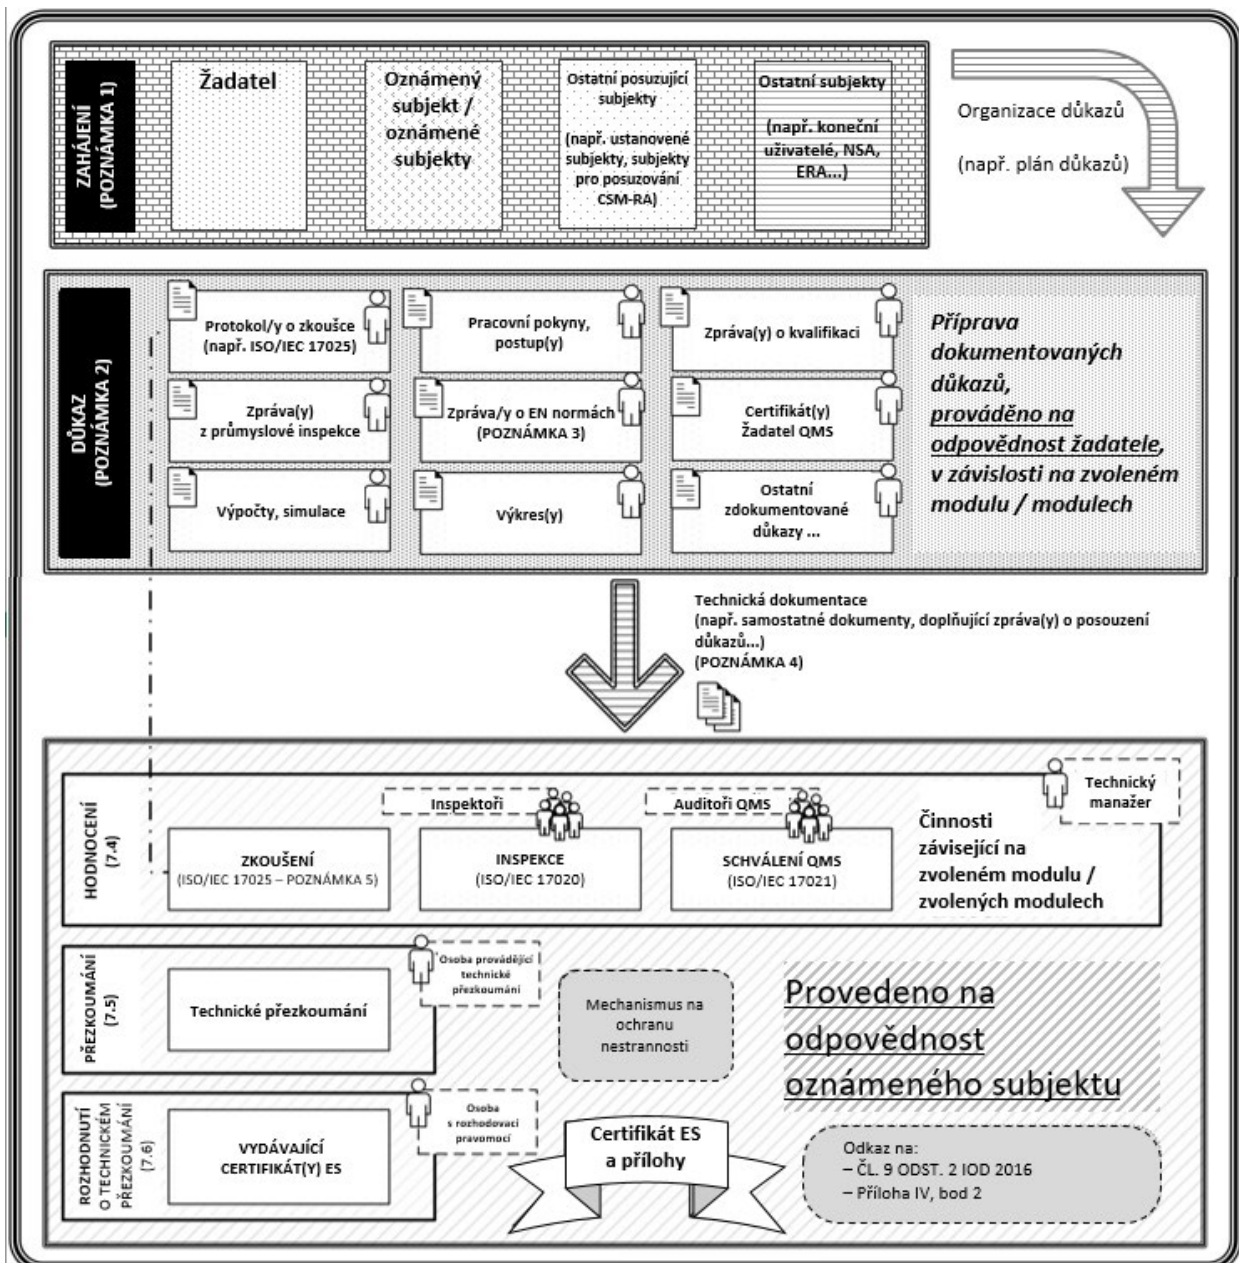 ZAHÁJENÍ
(POZNÁMKA 1)
Žadatel
Oznámený
subjekt /
oznámené
subjekty
Ostatní posuzující
subjekty
(např. ustanovené
subjekty, subjekty
pro posuzování
CSM-RA)
Ostatní subjekty
(např. koneční
uživatelé, NSA,
ERA...)
Organizace důkazů
(např. plán důkazů)
DŮKAZ
(POZNÁMKA 2)
Protokol/y o zkoušce
(např. ISO/IEC 17025)
Pracovní pokyny,
postup(y)
Zpráva(y) o kvalifikaci
Zpráva(y)
z průmyslové inspekce
Zpráva/y o EN normách
(POZNÁMKA 3)
Certifikát(y)
Žadatel QMS
Výpočty, simulace
Výkres(y)
Ostatní
zdokumentované
důkazy ...
Příprava
dokumentovaných
důkazů,
prováděno na
odpovědnost žadatele,
v závislosti na zvoleném
modulu / modulech
Technická dokumentace
(např. samostatné dokumenty, doplňující zpráva(y) o posouzení
důkazů...)
(POZNÁMKA 4)
HODNOCENÍ
(7.4)
Inspektoři
Auditoři QMS
Technický
manažer
ZKOUŠENÍ
(ISO/IEC 17025 – POZNÁMKA 5)
INSPEKCE
(ISO/IEC 17020)
SCHVÁLENÍ QMS
(ISO/IEC 17021)
Činnosti
závisející na
zvoleném modulu /
zvolených modulech
PŘEZKOUMÁNÍ
(7.5)
Technické přezkoumání
Osoba provádějící
technické
přezkoumání
Mechanismus na
ochranu
nestrannosti
Provedeno na
odpovědnost
oznámeného subjektu
ROZHODNUTÍ
O TECHNICKÉM
PŘEZKOUMÁNÍ
(7.6)
VYDÁVAJÍCÍ
CERTIFIKÁT(Y) ES
Osoba
s rozhodovací
pravomocí
Certifikát ES
a přílohy
Odkaz na:
– ČL. 9 ODST. 2 IOD 2016
– Příloha IV, bod 2